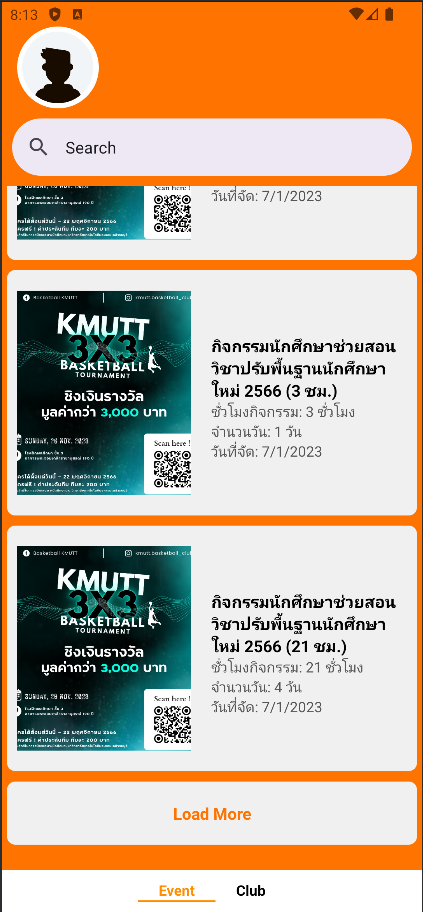 8:13
Search
Scan here !
วันที่จัด: 7/1/2023
Basketball KMUTT
kmutt.basketball_club
KMUTT
3X3
BASKETBALL
TOURNAMENT
ชิงเงินรางวัล
มูลค่ากว่า 3,000 บาท
SUNDAY, 26 NOV. 2023
Scan here !
กิจกรรมนักศึกษาช่วยสอน
วิชาปรับพื้นฐานนักศึกษา
ใหม่ 2566 (3 ชม.)
ชั่วโมงกิจกรรม: 3 ชั่วโมง
จำนวนวัน: 1 วัน
วันที่จัด: 7/1/2023
Basketball KMUTT
kmutt.basketball_club
KMUTT
3X3
BASKETBALL
TOURNAMENT
ชิงเงินรางวัล
มูลค่ากว่า 3,000 บาท
SUNDAY, 26 NOV. 2023
Scan here !
กิจกรรมนักศึกษาช่วยสอน
วิชาปรับพื้นฐานนักศึกษา
ใหม่ 2566 (21 ชม.)
ชั่วโมงกิจกรรม: 21 ชั่วโมง
จำนวนวัน: 4 วัน
วันที่จัด: 7/1/2023
Load More
Event
Club